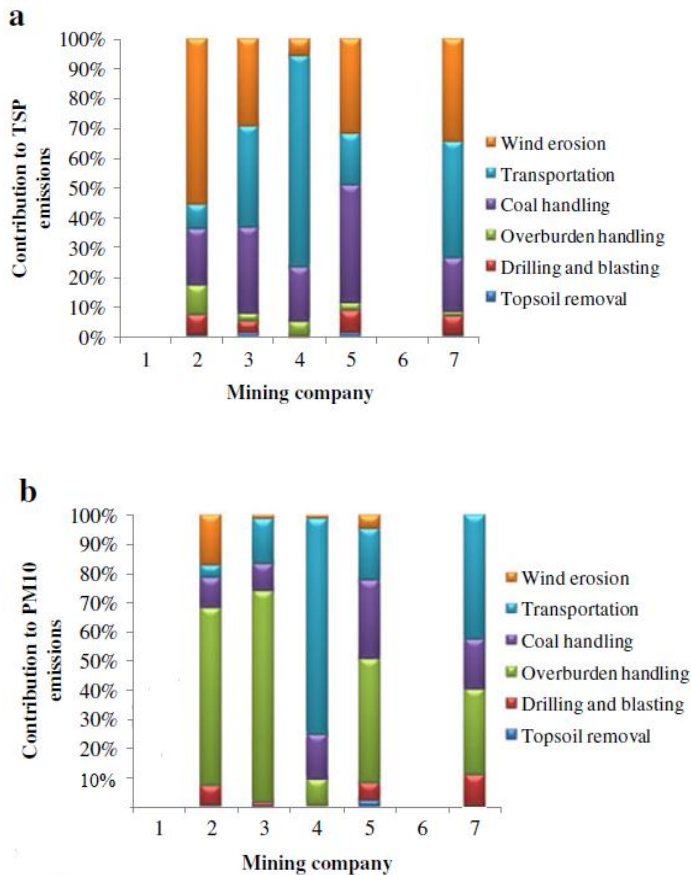 a
100%
90%
80%
70%
60%
50%
40%
30%
20%
10%
0%
Contribution to TSP
emissions
1 2 3 4 5 6 7
Mining company
Wind erosion
Transportation
Coal handling
Overburden handling
Drilling and blasting
Topsoil removal
b
100%
90%
80%
70%
60%
50%
40%
30%
20%
10%
Contribution to PM10
emissions
1 2 3 4 5 6 7
Mining company
Wind erosion
Transportation
Coal handling
Overburden handling
Drilling and blasting
Topsoil removal